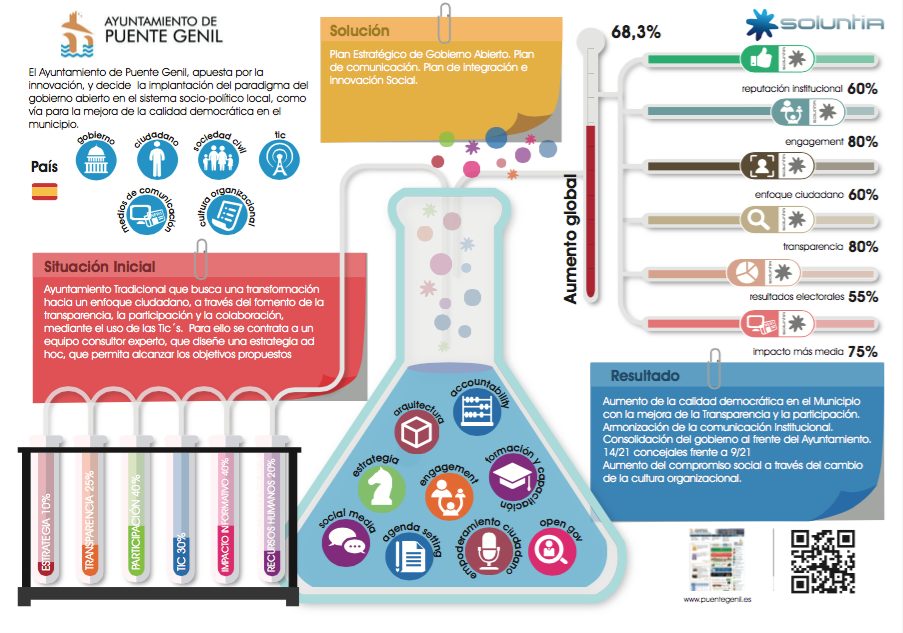 AYUNTAMIENTO DE
PUENTE GENIL
El Ayuntamiento de Puente Genil, apuesta por la
innovación, y decide la implantación del paradigma del
gobierno abierto en el sistema socio-político local, como
vía para la mejora de la calidad democrática en el
municipio.
gobierno
ciudadano
sociedad civil
tic
País
medios de comunicación
cultura organizacional
Solución
Plan Estratégico de Gobierno Abierto. Plan
de comunicación. Plan de integración e
innovación Social.
68,3%
Aumento global
soluntia
reputación institucional 60%
engagement 80%
enfoque ciudadano 60%
transparencia 80%
resultados electorales 55%
impacto más media 75%
Situación Inicial
Ayuntamiento Tradicional que busca una transformación
hacia un enfoque ciudadano, a través del fomento de la
transparencia, la participación y la colaboración,
mediante el uso de las Tic´s. Para ello se contrata a un
equipo consultor experto, que diseñe una estrategia ad
hoc, que permita alcanzar los objetivos propuestos
Resultado
Aumento de la calidad democrática en el Municipio
con la mejora de la Transparencia y la participación.
Armonización de la comunicación institucional.
Consolidación del gobierno al frente del Ayuntamiento.
14/21 concejales frente a 9/21
Aumento del compromiso social a través del cambio
de la cultura organizacional.
ESTRATEGIA 10%
TRANSPARENCIA 25%
PARTICIPACIÓN 40%
TIC 30%
IMPACTO INFORMATIVO 40%
RECURSOS HUMANOS 20%
arquitectura
accountability
estrategia
engagement
formación y capacitación
social media
agenda setting
empoderamiento ciudadano
open gov
www.puentegenil.es